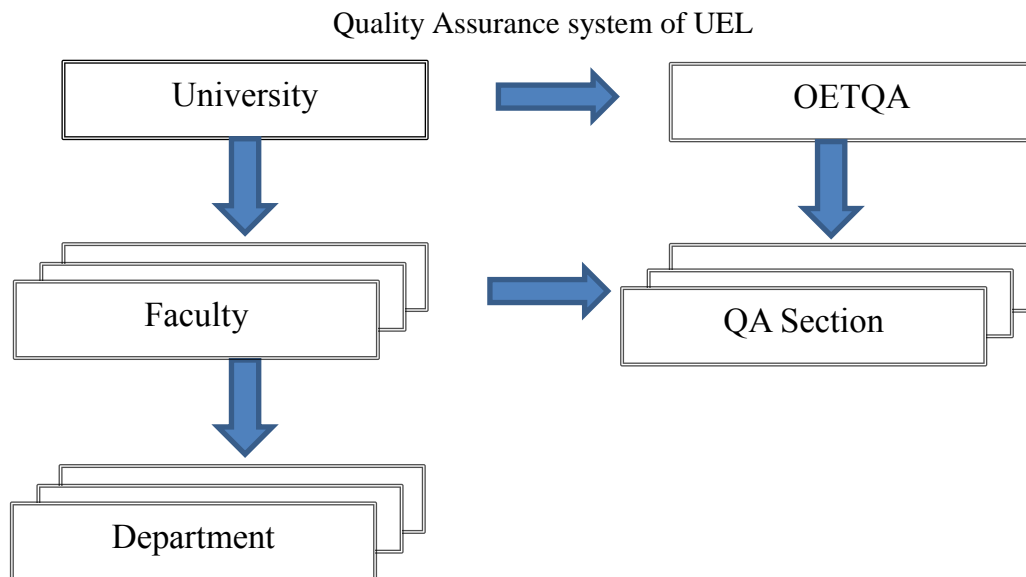 Quality Assurance system of UEL
University
OETQA
Faculty
QA Section
Department